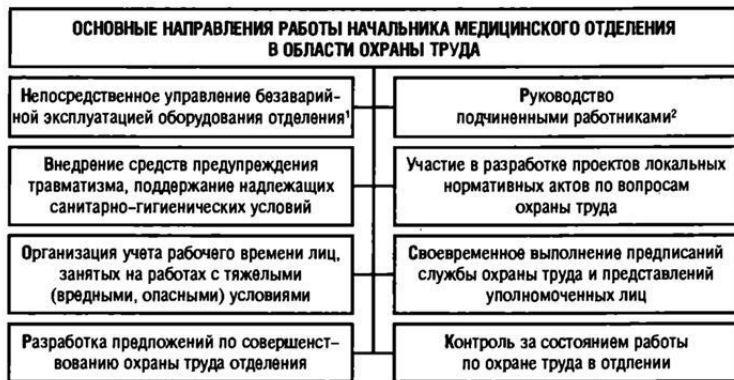 ОСНОВНЫЕ НАПРАВЛЕНИЯ РАБОТЫ НАЧАЛЬНИКА МЕДИЦИНСКОГО ОТДЕЛЕНИЯ
В ОБЛАСТИ ОХРАНЫ ТРУДА
Непосредственное управление безаварий-
ной эксплуатацией оборудования отделения¹
Руководство
подчиненными работниками²
Внедрение средств предупреждения
травматизма, поддержание надлежащих
санитарно-гигиенических условий
Участие в разработке проектов локальных
нормативных актов по вопросам
охраны труда
Организация учета рабочего времени лиц,
занятых на работах с тяжелыми
(вредными, опасными) условиями
Своевременное выполнение предписаний
службы охраны труда и представлений
уполномоченных лиц
Разработка предложений по совершенст-
вованию охраны труда отделения
Контроль за состоянием работы
по охране труда в отдлении